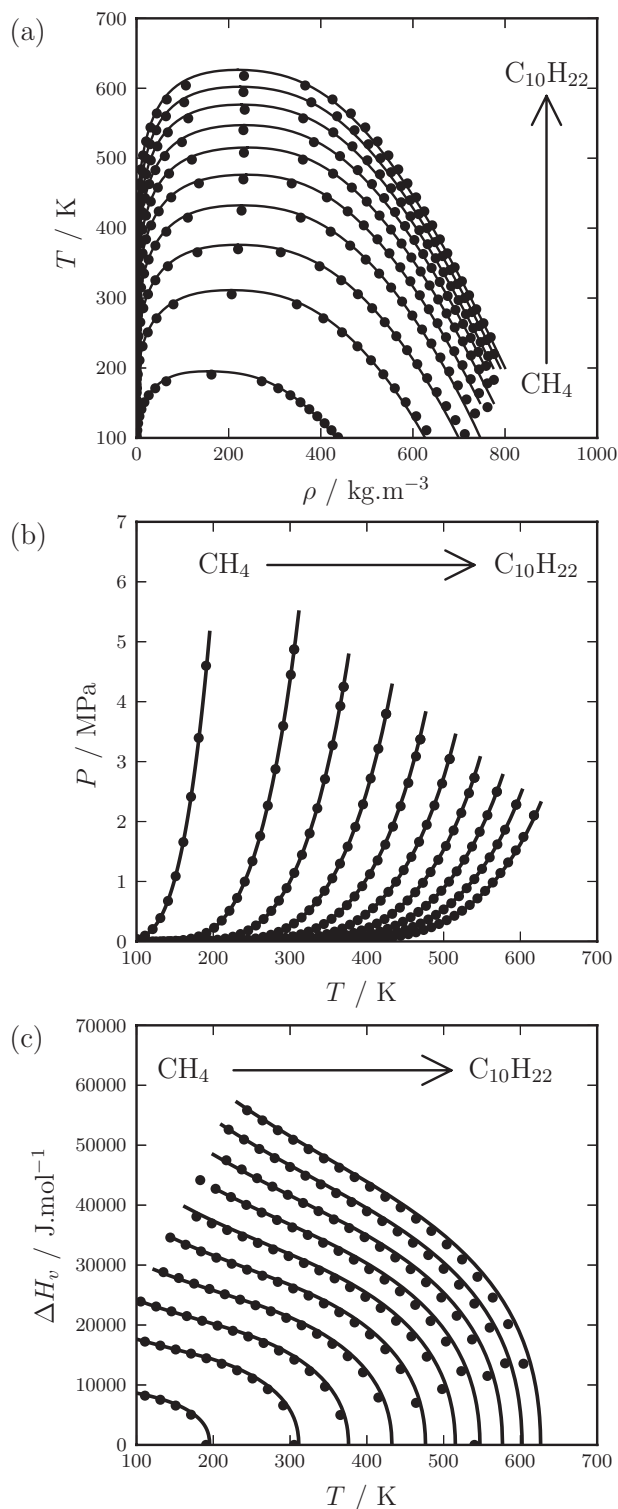 (a)
700
600
500
400
300
200
100
0
200
400
600
800
1000
T / K
ρ / kg.m⁻³
C₁₀H₂₂
CH₄
(b)
7
6
5
4
3
2
1
0
100
200
300
400
500
600
700
P / MPa
T / K
CH₄
C₁₀H₂₂
(c)
70000
60000
50000
40000
30000
20000
10000
0
100
200
300
400
500
600
700
ΔHᵥ / J.mol⁻¹
T / K
CH₄
C₁₀H₂₂